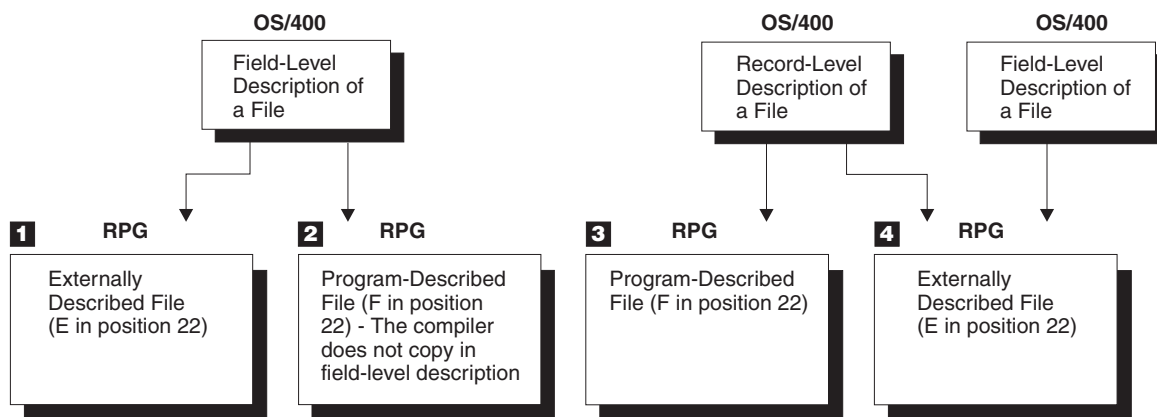 OS/400
Field-Level
Description of
a File
OS/400
Record-Level
Description of
a File
OS/400
Field-Level
Description of
a File
1 RPG
Externally
Described File
(E in position 22)
2 RPG
Program-Described
File (F in position
22) - The compiler
does not copy in
field-level description
3 RPG
Program-Described
File (F in position 22)
4 RPG
Externally
Described File
(E in position 22)